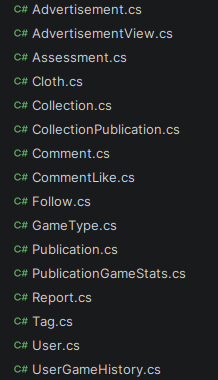 C# Advertisement.cs
C# AdvertisementView.cs
C# Assessment.cs
C# Cloth.cs
C# Collection.cs
C# CollectionPublication.cs
C# Comment.cs
C# CommentLike.cs
C# Follow.cs
C# GameType.cs
C# Publication.cs
C# PublicationGameStats.cs
C# Report.cs
C# Tag.cs
C# User.cs
C# UserGameHistory.cs